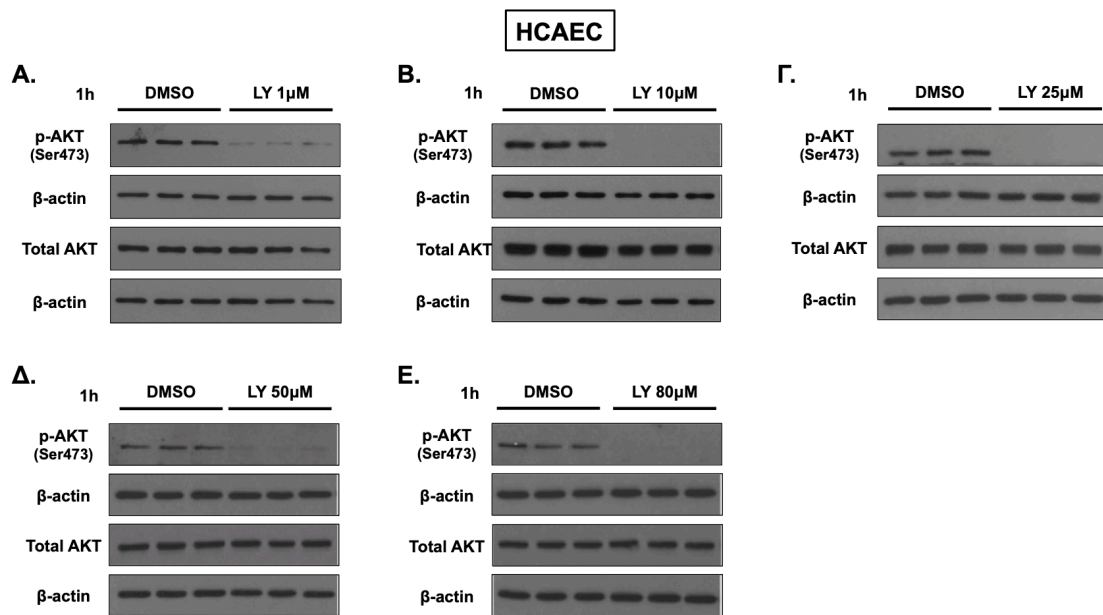 HCAEC
Α.
1h DMSO LY 1μM
p-AKT
(Ser473)
β-actin
Total AKT
β-actin
Β.
1h DMSO LY 10μM
p-AKT
(Ser473)
β-actin
Total AKT
β-actin
Γ.
1h DMSO LY 25μM
p-AKT
(Ser473)
β-actin
Total AKT
β-actin
Δ.
1h DMSO LY 50μM
p-AKT
(Ser473)
β-actin
Total AKT
β-actin
Ε.
1h DMSO LY 80μM
p-AKT
(Ser473)
β-actin
Total AKT
β-actin